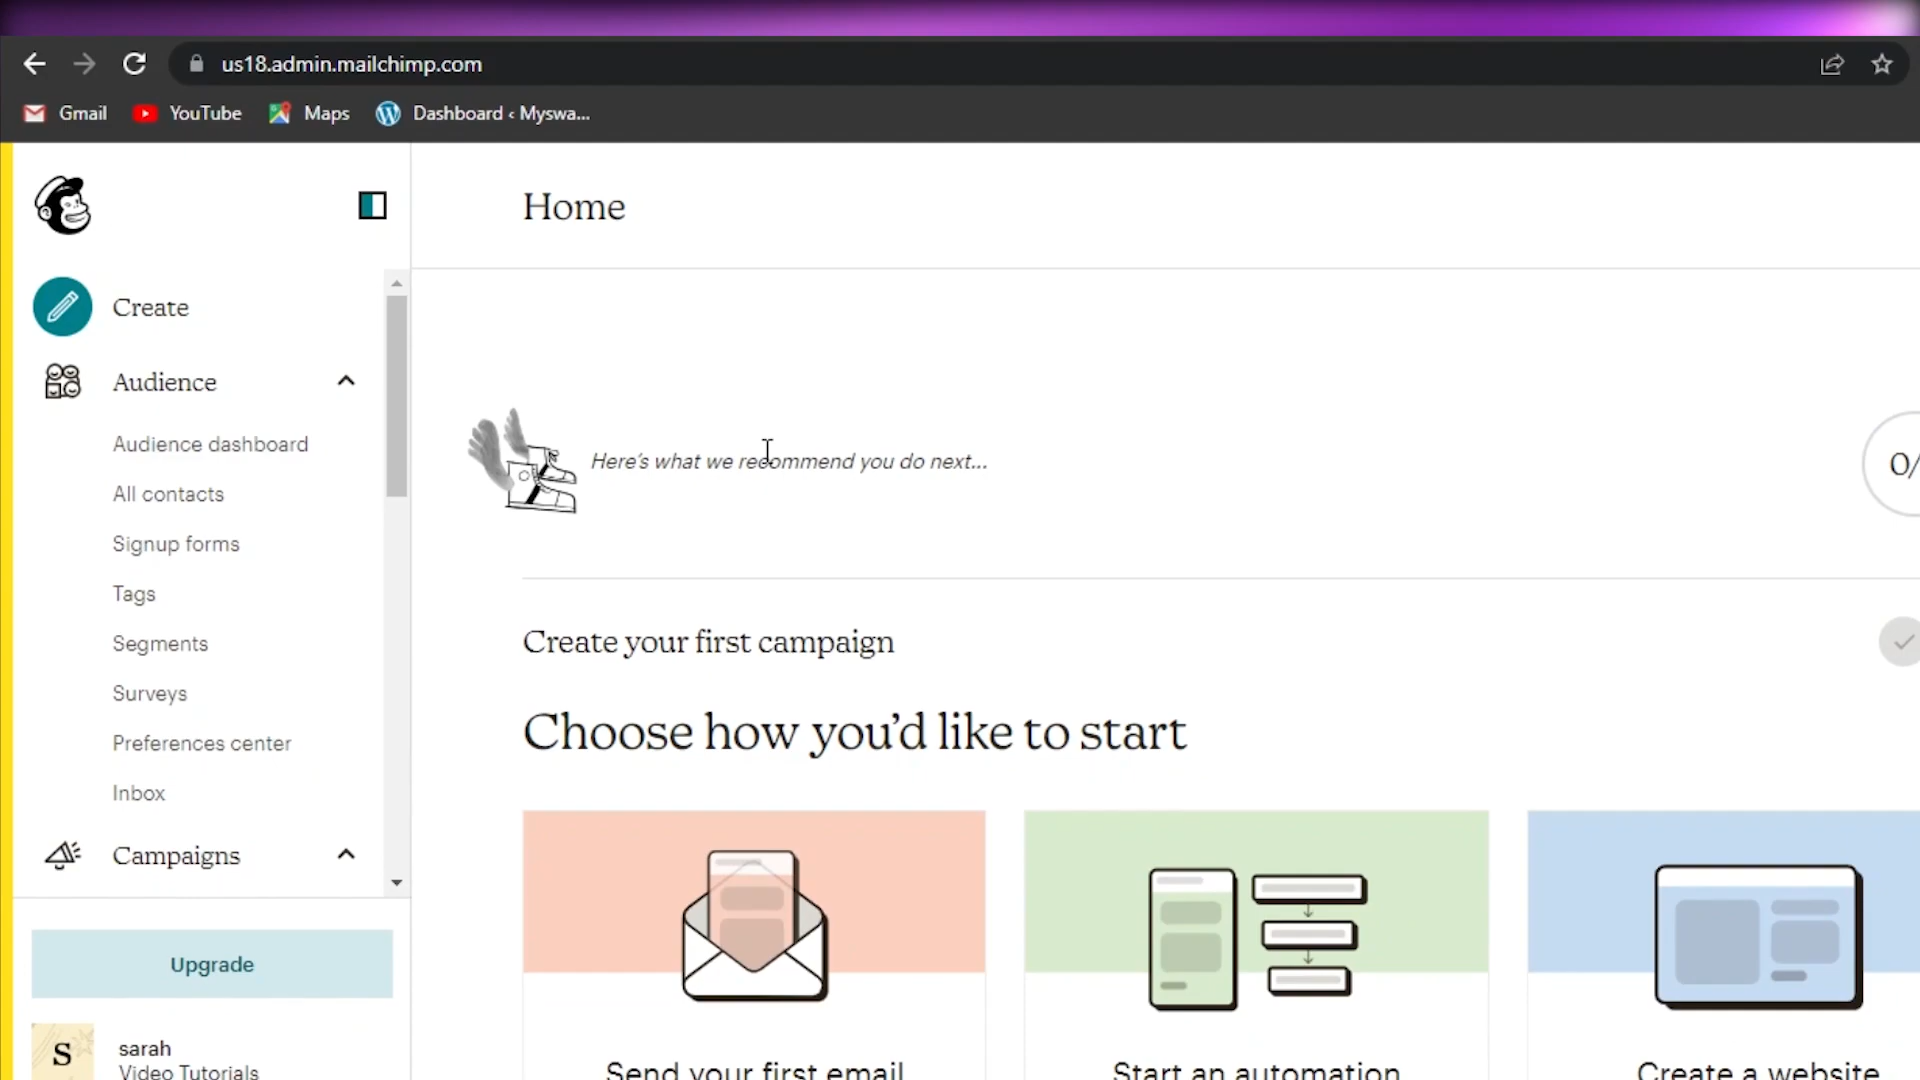 us18.admin.mailchimp.com
Gmail
YouTube
Maps
Dashboard ‹ Myswa...
Home
Create
Audience
Audience dashboard
All contacts
Signup forms
Tags
Segments
Surveys
Preferences center
Inbox
Campaigns
Upgrade
S
sarah
Video Tutorials
Here's what we recommend you do next...
0/
Create your first campaign
Choose how you'd like to start
Send your first email
Start an automation
Create a website